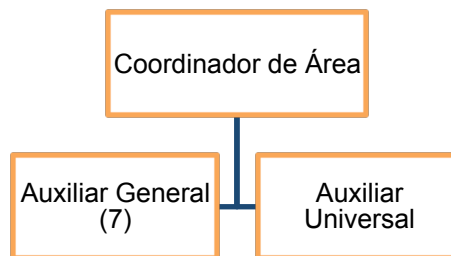 Coordinador de Área
Auxiliar General
(7)
Auxiliar
Universal